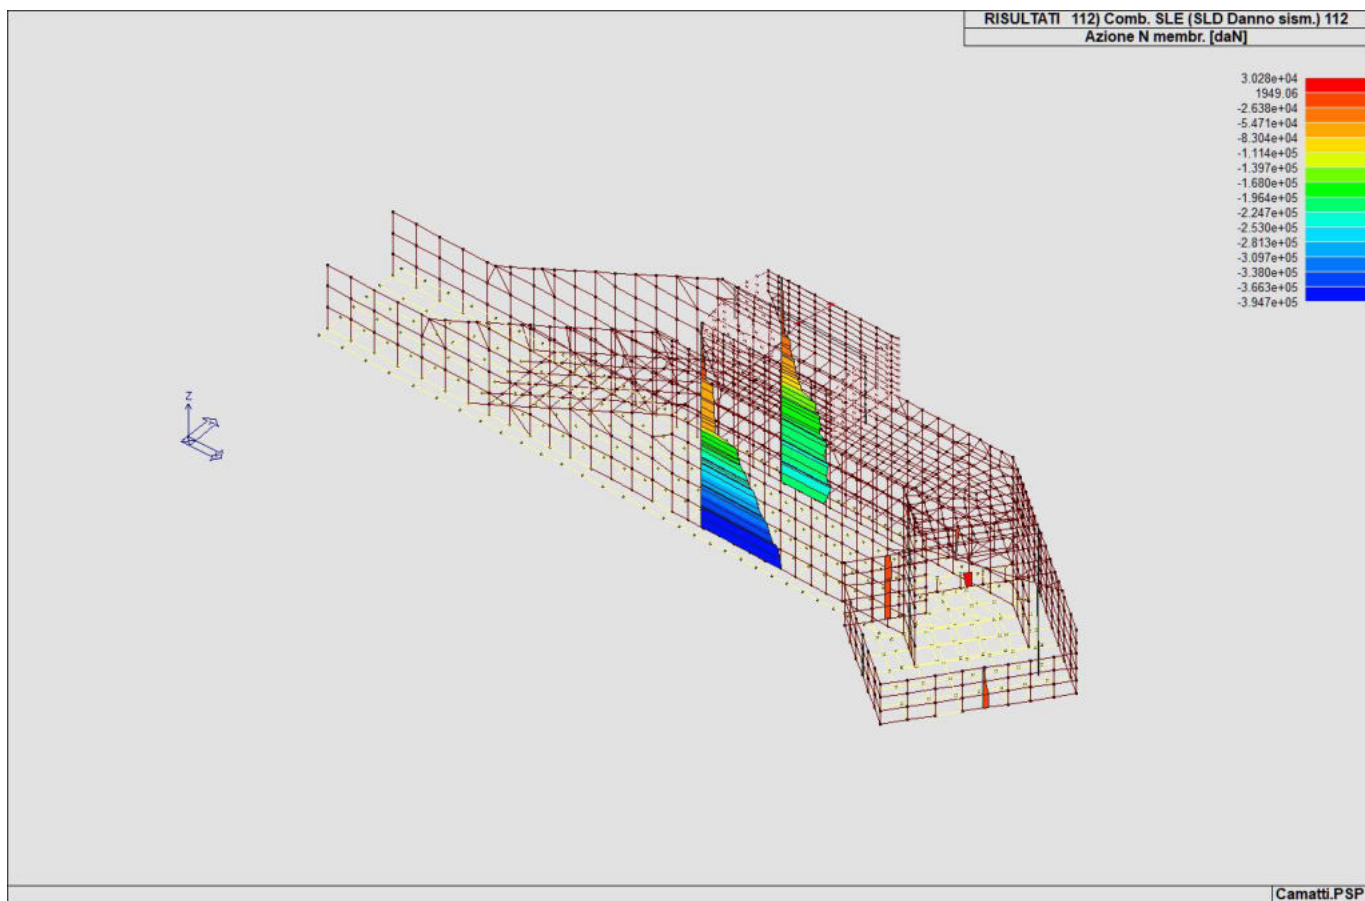 RISULTATI 112) Comb. SLE (SLD Danno sism.) 112
Azione N membr. [daN]
3.028e+04
1949.06
-2.638e+04
-5.471e+04
-8.304e+04
-1.114e+05
-1.397e+05
-1.680e+05
-1.964e+05
-2.247e+05
-2.530e+05
-2.813e+05
-3.097e+05
-3.380e+05
-3.663e+05
-3.947e+05
Z
Camatti.PSP